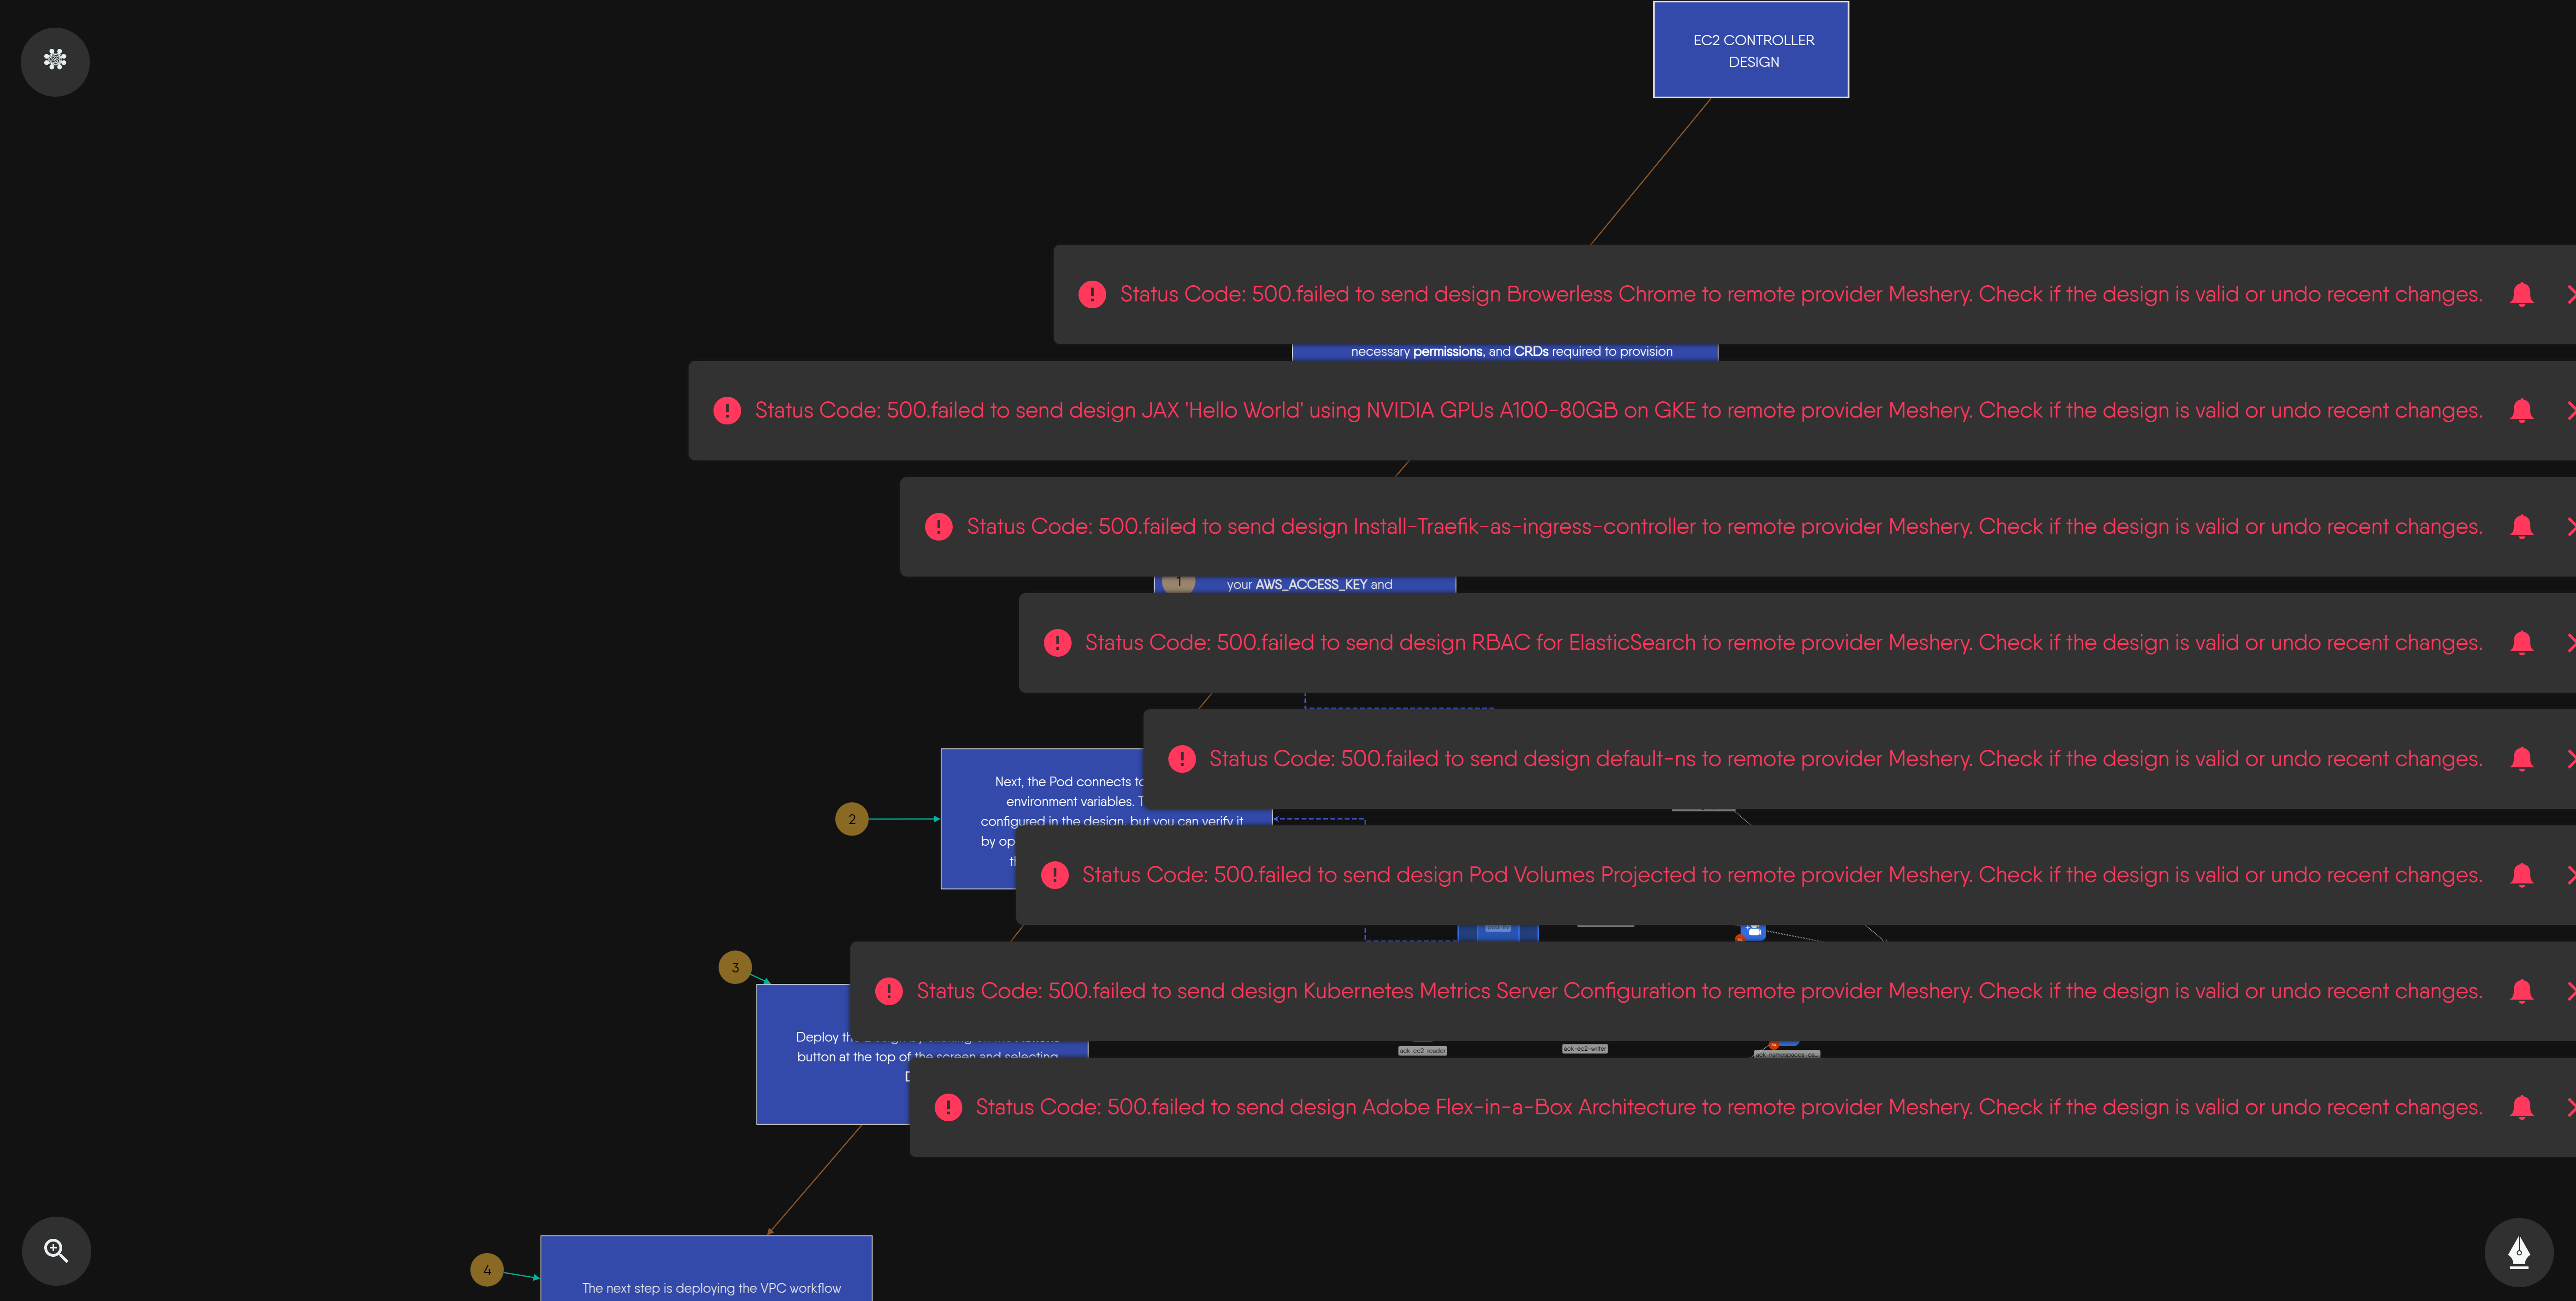 EC2 CONTROLLER
DESIGN
Status Code: 500.failed to send design Browerless Chrome to remote provider Meshery. Check if the design is valid or undo recent changes.
necessary permissions, and CRDs required to provision
Status Code: 500.failed to send design JAX 'Hello World' using NVIDIA GPUs A100-80GB on GKE to remote provider Meshery. Check if the design is valid or undo recent changes.
Status Code: 500.failed to send design Install-Traefik-as-ingress-controller to remote provider Meshery. Check if the design is valid or undo recent changes.
1
your AWS_ACCESS_KEY and
Status Code: 500.failed to send design RBAC for ElasticSearch to remote provider Meshery. Check if the design is valid or undo recent changes.
Status Code: 500.failed to send design default-ns to remote provider Meshery. Check if the design is valid or undo recent changes.
2
Next, the Pod connects to
environment variables.
configured in the design, but you can verify it
by
Status Code: 500.failed to send design Pod Volumes Projected to remote provider Meshery. Check if the design is valid or undo recent changes.
3
Status Code: 500.failed to send design Kubernetes Metrics Server Configuration to remote provider Meshery. Check if the design is valid or undo recent changes.
Deploy
button at the top of the screen and selecting
ack-ec2-reader
ack-ec2-writer
Status Code: 500.failed to send design Adobe Flex-in-a-Box Architecture to remote provider Meshery. Check if the design is valid or undo recent changes.
4
The next step is deploying the VPC workflow